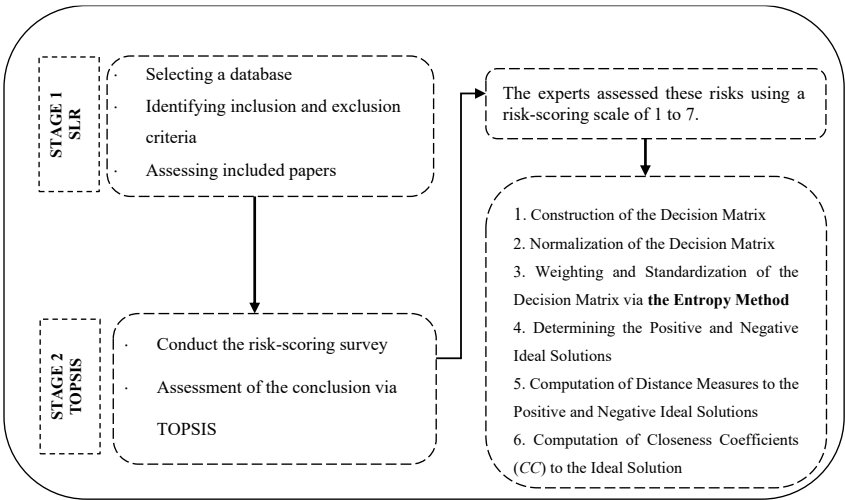 STAGE 1
SLR
· Selecting a database
· Identifying inclusion and exclusion
criteria
· Assessing included papers
STAGE 2
TOPSIS
· Conduct the risk-scoring survey
· Assessment of the conclusion via
TOPSIS
The experts assessed these risks using a
risk-scoring scale of 1 to 7.
1. Construction of the Decision Matrix
2. Normalization of the Decision Matrix
3. Weighting and Standardization of the
Decision Matrix via the Entropy Method
4. Determining the Positive and Negative
Ideal Solutions
5. Computation of Distance Measures to the
Positive and Negative Ideal Solutions
6. Computation of Closeness Coefficients
(CC) to the Ideal Solution